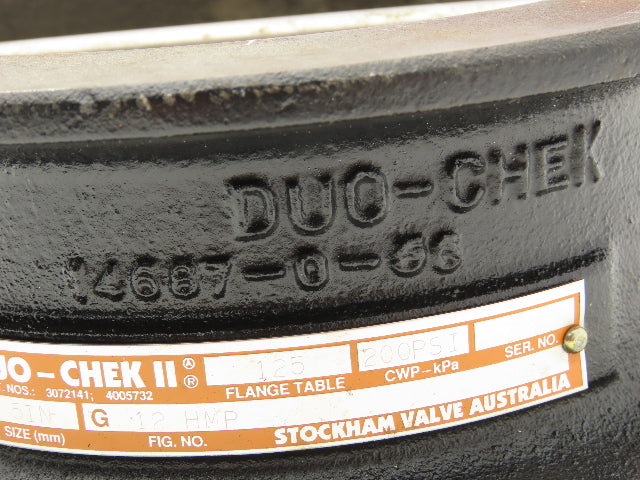 DUO-CHEK
14687-0-
UO-CHEK II ® 125 200PSI
FLANGE TABLE CWP-kPa SER. NO.
NOS.: 3072141; 4005732
G 12 HMP
SIZE (mm) FIG. NO. STOCKHAM VALVE AUSTRALIA